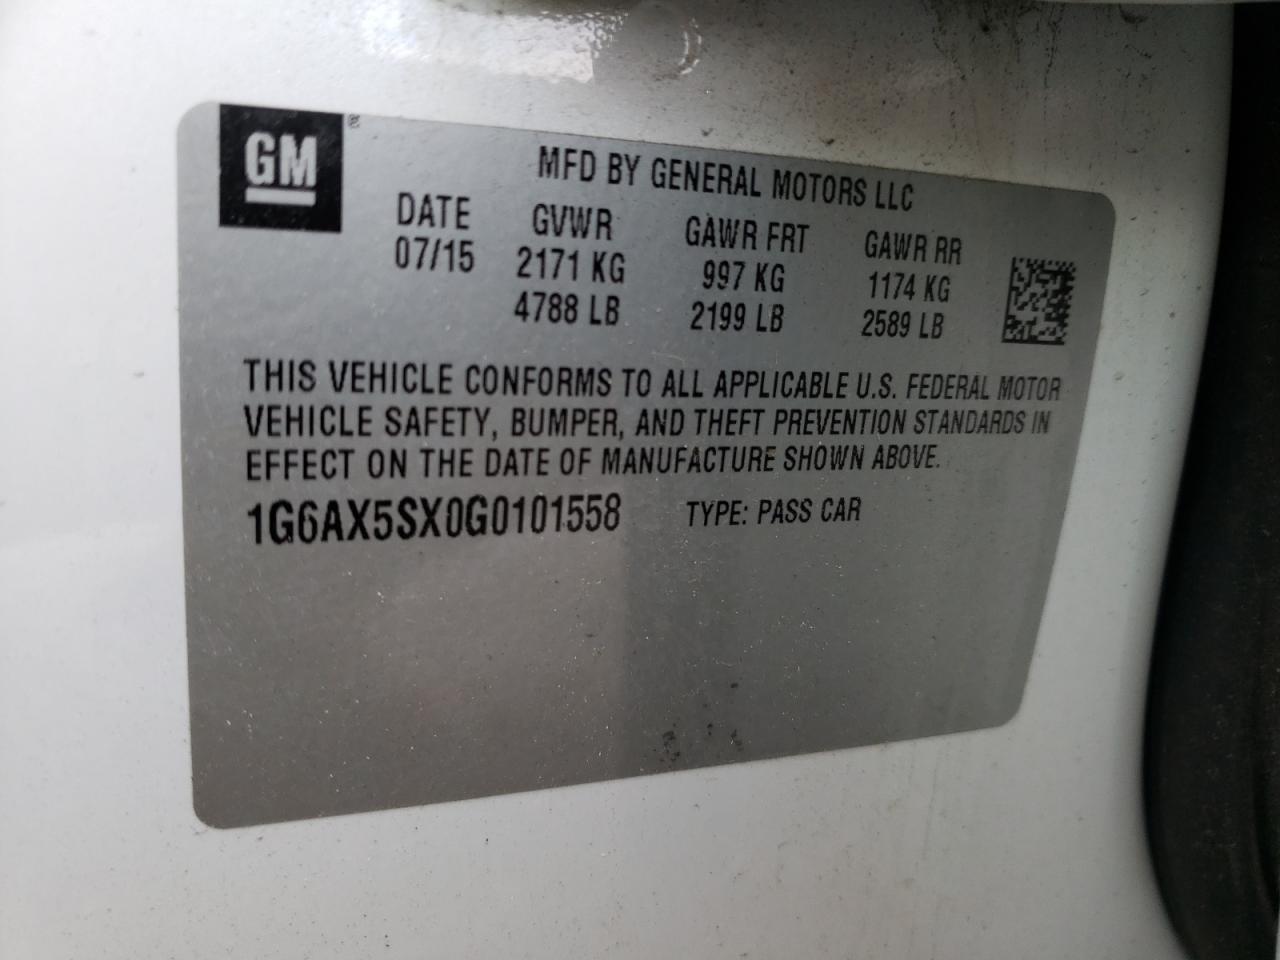 GM
MFD BY GENERAL MOTORS LLC
DATE GVWR GAWR FRT GAWR RR
07/15 2171 KG 997 KG 1174 KG
4788 LB 2199 LB 2589 LB
THIS VEHICLE CONFORMS TO ALL APPLICABLE U.S. FEDERAL MOTOR
VEHICLE SAFETY, BUMPER, AND THEFT PREVENTION STANDARDS IN
EFFECT ON THE DATE OF MANUFACTURE SHOWN ABOVE.
1G6AX5SX0G0101558 TYPE: PASS CAR